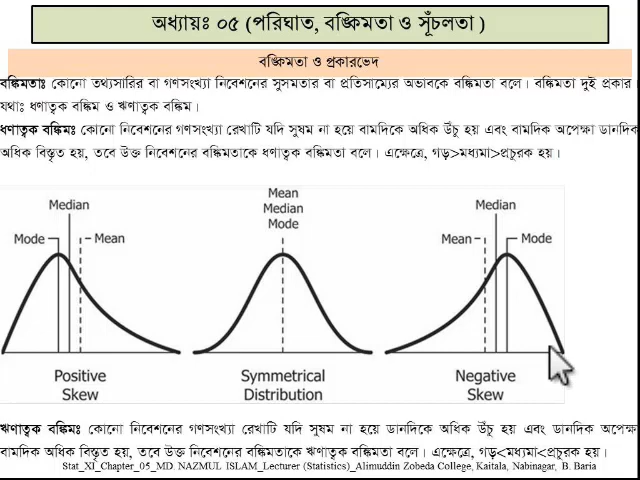 অধ্যায়ঃ ০৫ (পরিঘাত, বঙ্কিমতা ও সূঁচলতা )
বঙ্কিমতা ও প্রকারভেদ
বঙ্কিমতাঃ কোনো তথ্যসারির বা গণসংখ্যা নিবেশনের সুসমতার বা প্রতিসাম্যের অভাবকে বঙ্কিমতা বলে। বঙ্কিমতা দুই প্রকার।
যথাঃ ধণাত্বক বঙ্কিম ও ঋণাত্বক বঙ্কিম।
ধণাত্বক বঙ্কিমঃ কোনো নিবেশনের গণসংখ্যা রেখাটি যদি সুষম না হয়ে বামদিকে অধিক উঁচু হয় এবং বামদিক অপেক্ষা ডানদিক
অধিক বিস্তৃত হয়, তবে উক্ত নিবেশনের বঙ্কিমতাকে ধণাত্বক বঙ্কিমতা বলে। এক্ষেত্রে, গড়>মধ্যমা>প্রচুরক হয়।
Median
Mode
Mean
Positive
Skew
Mean
Median
Mode
Symmetrical
Distribution
Median
Mean
Mode
Negative
Skew
ঋণাত্বক বঙ্কিমঃ কোনো নিবেশনের গণসংখ্যা রেখাটি যদি সুষম না হয়ে ডানদিকে অধিক উঁচু হয় এবং ডানদিক অপেক্ষ
বামদিক অধিক বিস্তৃত হয়, তবে উক্ত নিবেশনের বঙ্কিমতাকে ঋণাত্বক বঙ্কিমতা বলে। এক্ষেত্রে, গড়<মধ্যমা<প্রচুরক হয়।
Stat_XI_Chapter_05_MD. NAZMUL ISLAM_Lecturer (Statistics)_Alimuddin Zobeda College, Kaitala, Nabinagar, B. Baria